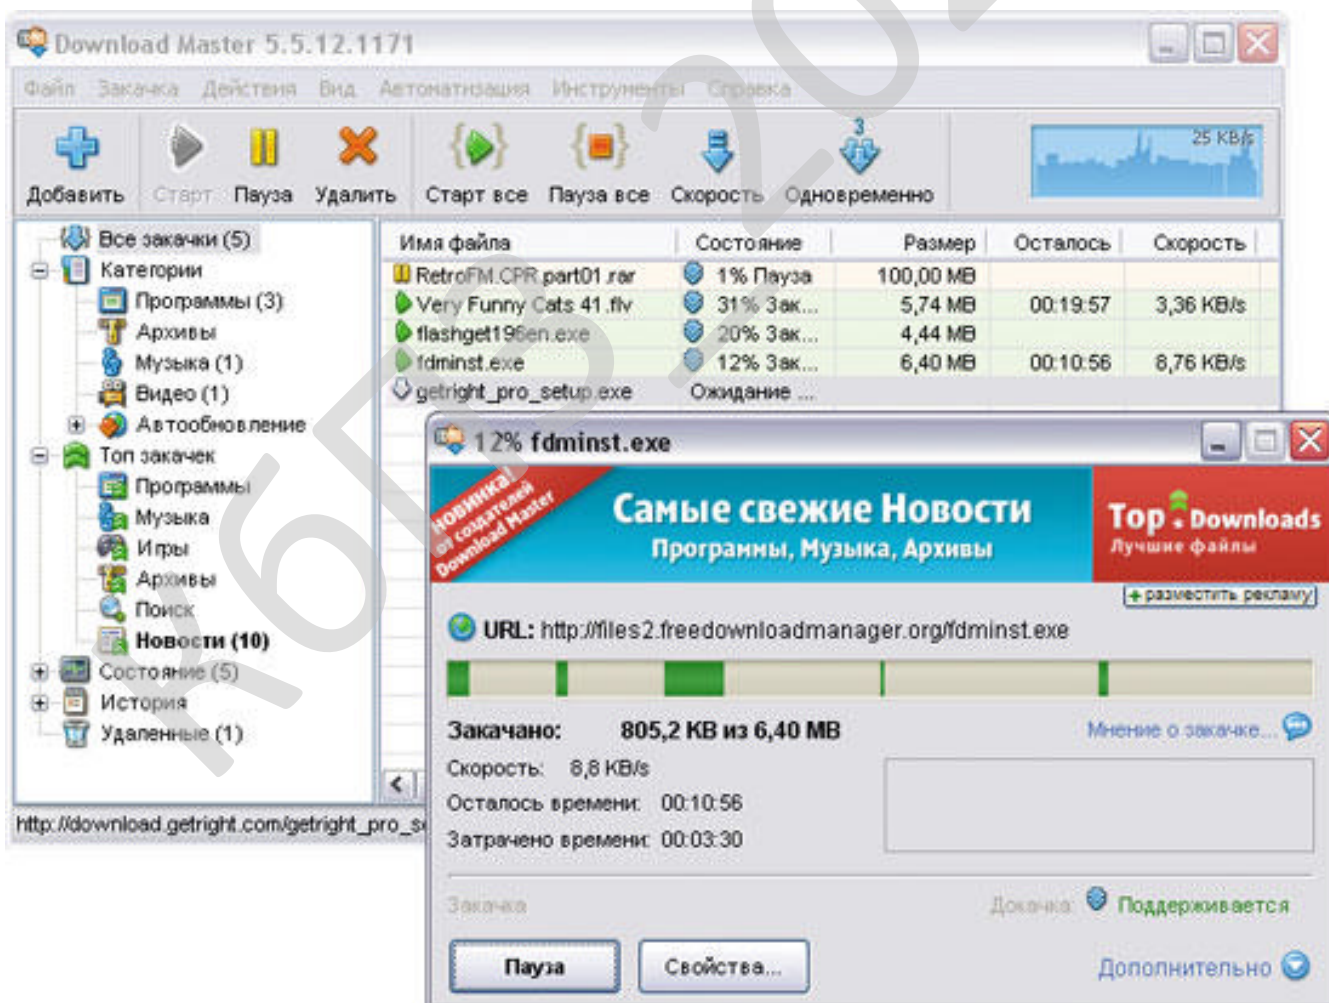 Download Master 5.5.12.1171
Файл Закачка Действия Вид Автоматизация Инструменты Справка
Добавить Старт Пауза Удалить Старт все Пауза все Скорость 3 Одновременно 25 KB/s
Все закачки (5)
Категории
Программы (3)
Архивы
Музыка (1)
Видео (1)
Автообновление
Топ закачек
Программы
Музыка
Игры
Архивы
Поиск
Новости (10)
Состояние (5)
История
Удаленные (1)
Имя файла Состояние Размер Осталось Скорость
RetroFM.CPR.part01.rar 1% Пауза 100,00 MB
Very Funny Cats 41.flv 31% Зак... 5,74 MB 00:19:57 3,36 KB/s
flashget196en.exe 20% Зак... 4,44 MB
fdminst.exe 12% Зак... 6,40 MB 00:10:56 8,76 KB/s
getright_pro_setup.exe Ожидание ...
http://download.getright.com/getright_pro_s
12% fdminst.exe
НОВИНКА!
от создателей
Download Master
Самые свежие Новости
Программы, Музыка, Архивы
Top Downloads
Лучшие файлы
+ разместить рекламу
URL: http://files2.freedownloadmanager.org/fdminst.exe
Закачано: 805,2 KB из 6,40 MB
Мнение о закачке...
Скорость: 8,8 KB/s
Осталось времени: 00:10:56
Затрачено времени: 00:03:30
Закачка
Докачка: Поддерживается
Пауза Свойства... Дополнительно